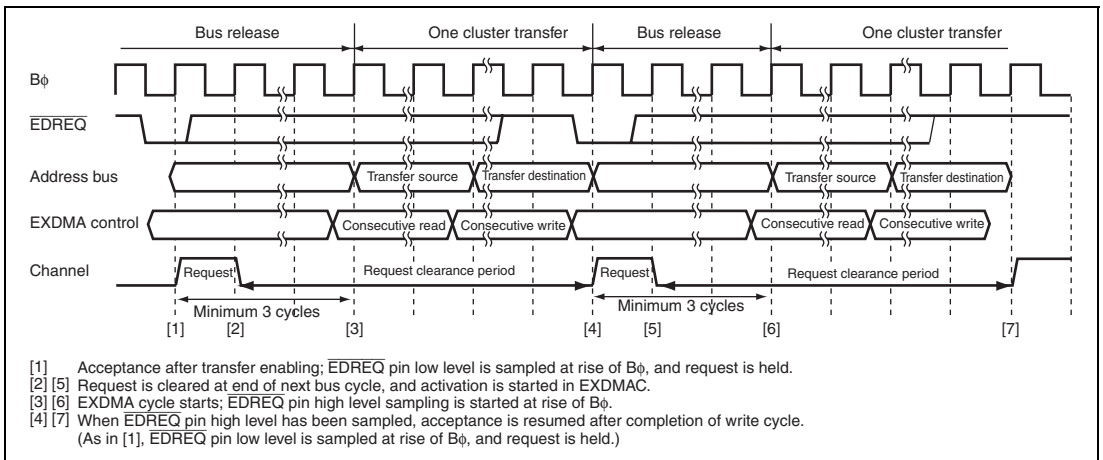 Bus release One cluster transfer Bus release One cluster transfer
Bϕ
EDREQ
Address bus Transfer source Transfer destination Transfer source Transfer destination
EXDMA control Consecutive read Consecutive write Consecutive read Consecutive write
Channel Request Request clearance period Request Request clearance period
Minimum 3 cycles Minimum 3 cycles
[1] [2] [3] [4] [5] [6] [7]
[1] Acceptance after transfer enabling; EDREQ pin low level is sampled at rise of Bϕ, and request is held.
[2] [5] Request is cleared at end of next bus cycle, and activation is started in EXDMAC.
[3] [6] EXDMA cycle starts; EDREQ pin high level sampling is started at rise of Bϕ.
[4] [7] When EDREQ pin high level has been sampled, acceptance is resumed after completion of write cycle.
(As in [1], EDREQ pin low level is sampled at rise of Bϕ, and request is held.)